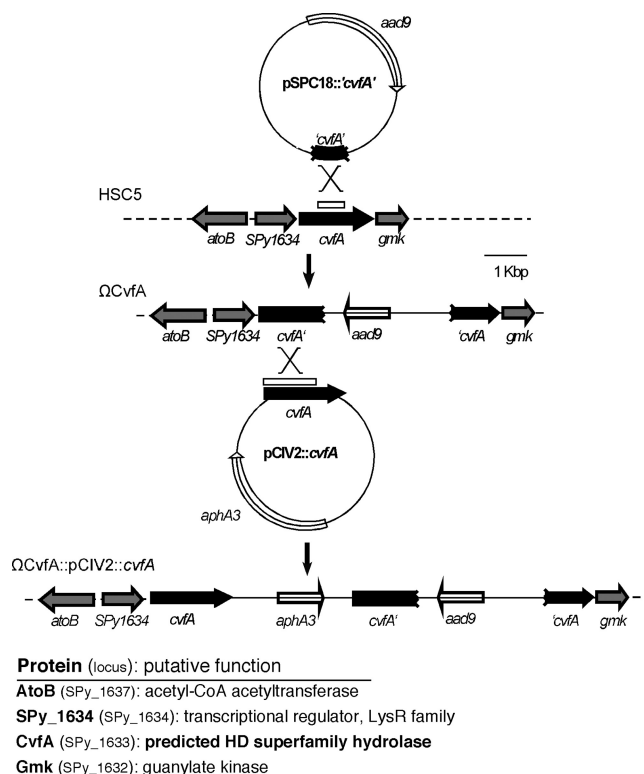 aad9
pSPC18::'cvfA'
'cvfA'
HSC5
atoB SPy1634 cvfA gmk
1 Kbp
ΩCvfA
atoB SPy1634 cvfA' aad9 'cvfA gmk
cvfA
pCIV2::cvfA
aphA3
ΩCvfA::pCIV2::cvfA
atoB SPy1634 cvfA aphA3 cvfA' aad9 'cvfA gmk
Protein (locus): putative function
AtoB (SPy_1637): acetyl-CoA acetyltransferase
SPy_1634 (SPy_1634): transcriptional regulator, LysR family
CvfA (SPy_1633): predicted HD superfamily hydrolase
Gmk (SPy_1632): guanylate kinase